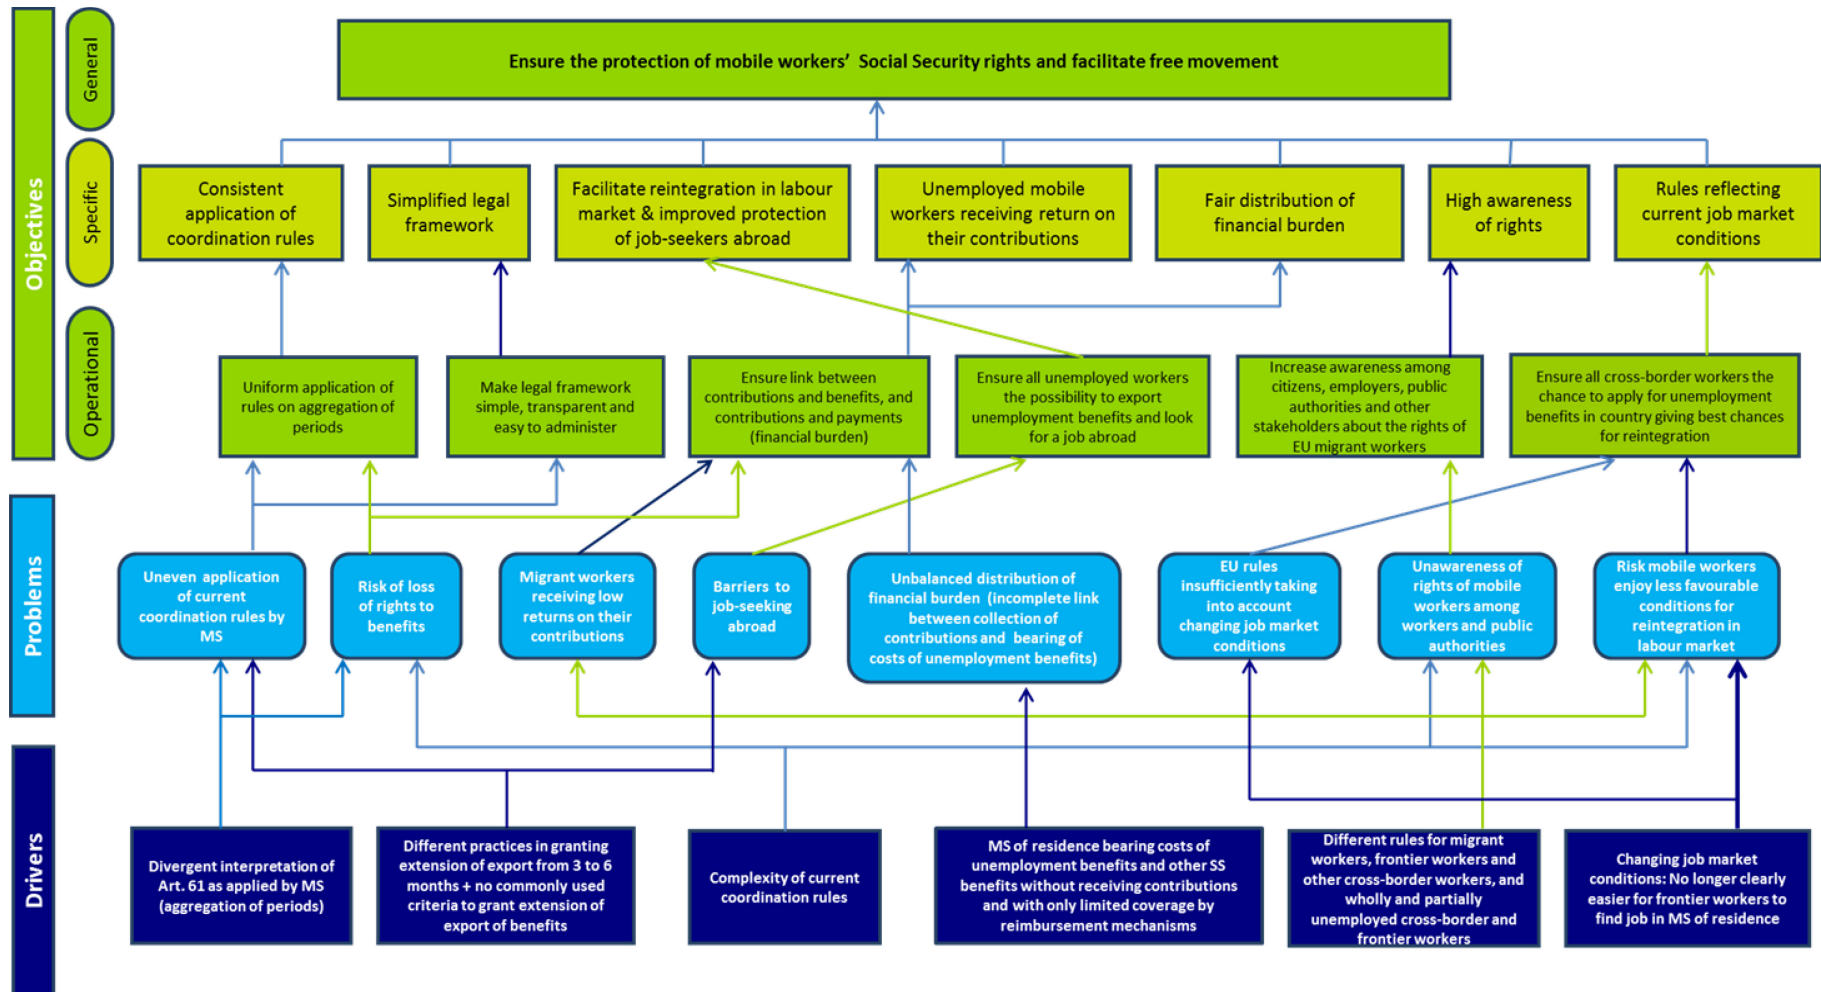 General
Ensure the protection of mobile workers’ Social Security rights and facilitate free movement
Objectives
Specific
Consistent
application of
coordination rules
Simplified legal
framework
Facilitate reintegration in labour
market & improved protection
of job-seekers abroad
Unemployed mobile
workers receiving return on
their contributions
Fair distribution of
financial burden
High awareness
of rights
Rules reflecting
current job market
conditions
Operational
Uniform application of
rules on aggregation of
periods
Make legal framework
simple, transparent and
easy to administer
Ensure link between
contributions and benefits, and
contributions and payments
(financial burden)
Ensure all unemployed workers
the possibility to export
unemployment benefits and look
for a job abroad
Increase awareness among
citizens, employers, public
authorities and other
stakeholders about the rights of
EU migrant workers
Ensure all cross-border workers the
chance to apply for unemployment
benefits in country giving best chances
for reintegration
Problems
Uneven application
of current
coordination rules by
MS
Risk of loss
of rights to
benefits
Migrant workers
receiving low
returns on their
contributions
Barriers to
job-seeking
abroad
Unbalanced distribution of
financial burden (incomplete link
between collection of
contributions and bearing of
costs of unemployment benefits)
EU rules
insufficiently taking
into account
changing job market
conditions
Unawareness of
rights of mobile
workers among
workers and public
authorities
Risk mobile workers
enjoy less favourable
conditions for
reintegration in
labour market
Drivers
Divergent interpretation of
Art. 61 as applied by MS
(aggregation of periods)
Different practices in granting
extension of export from 3 to 6
months + no commonly used
criteria to grant extension of
export of benefits
Complexity of current
coordination rules
MS of residence bearing costs of
unemployment benefits and other SS
benefits without receiving contributions
and with only limited coverage by
reimbursement mechanisms
Different rules for migrant
workers, frontier workers and
other cross-border workers, and
wholly and partially
unemployed cross-border and
frontier workers
Changing job market
conditions: No longer clearly
easier for frontier workers to
find job in MS of residence